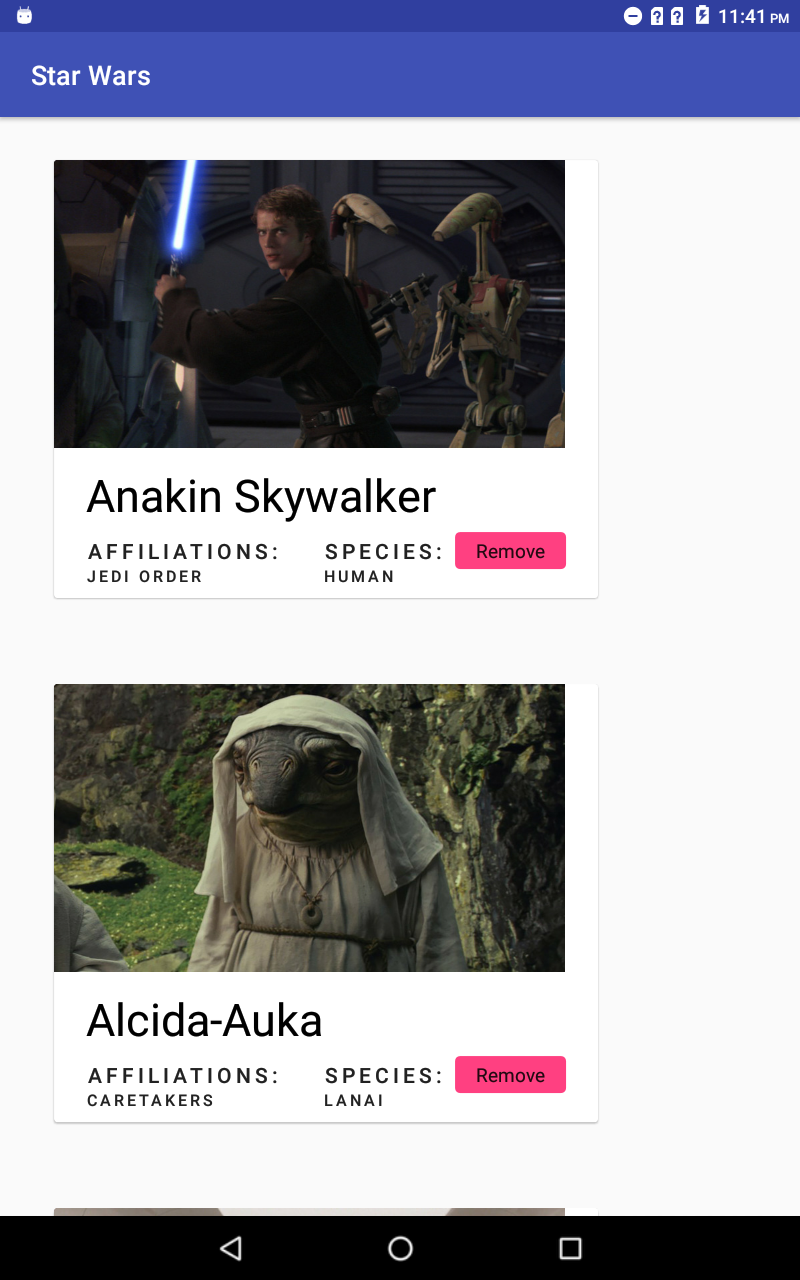 11:41 PM
Star Wars
Anakin Skywalker
AFFILIATIONS: SPECIES: Remove
JEDI ORDER HUMAN
Alcida-Auka
AFFILIATIONS: SPECIES: Remove
CARETAKERS LANAI